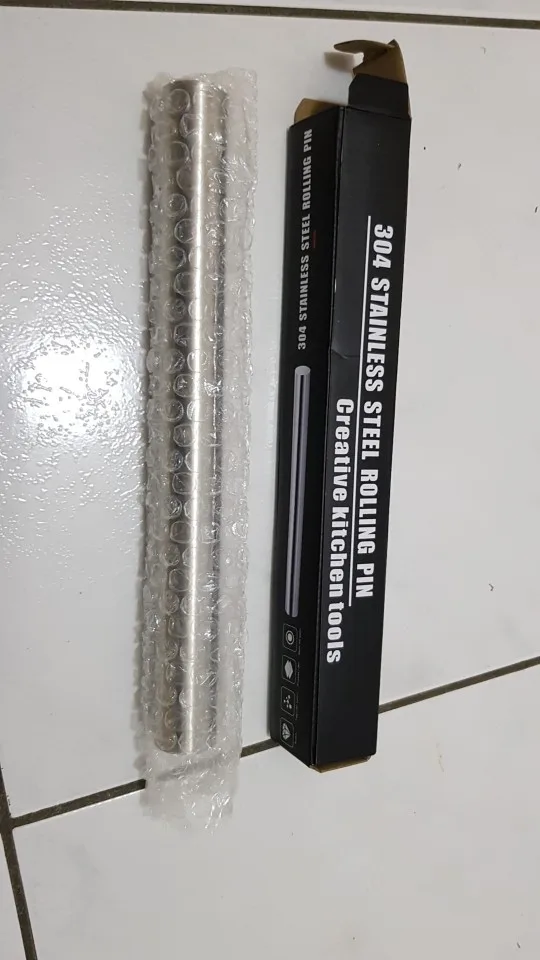 304 STAINLESS STEEL ROLLING PIN
304 STAINLESS STEEL ROLLING PIN
Creative kitchen tools